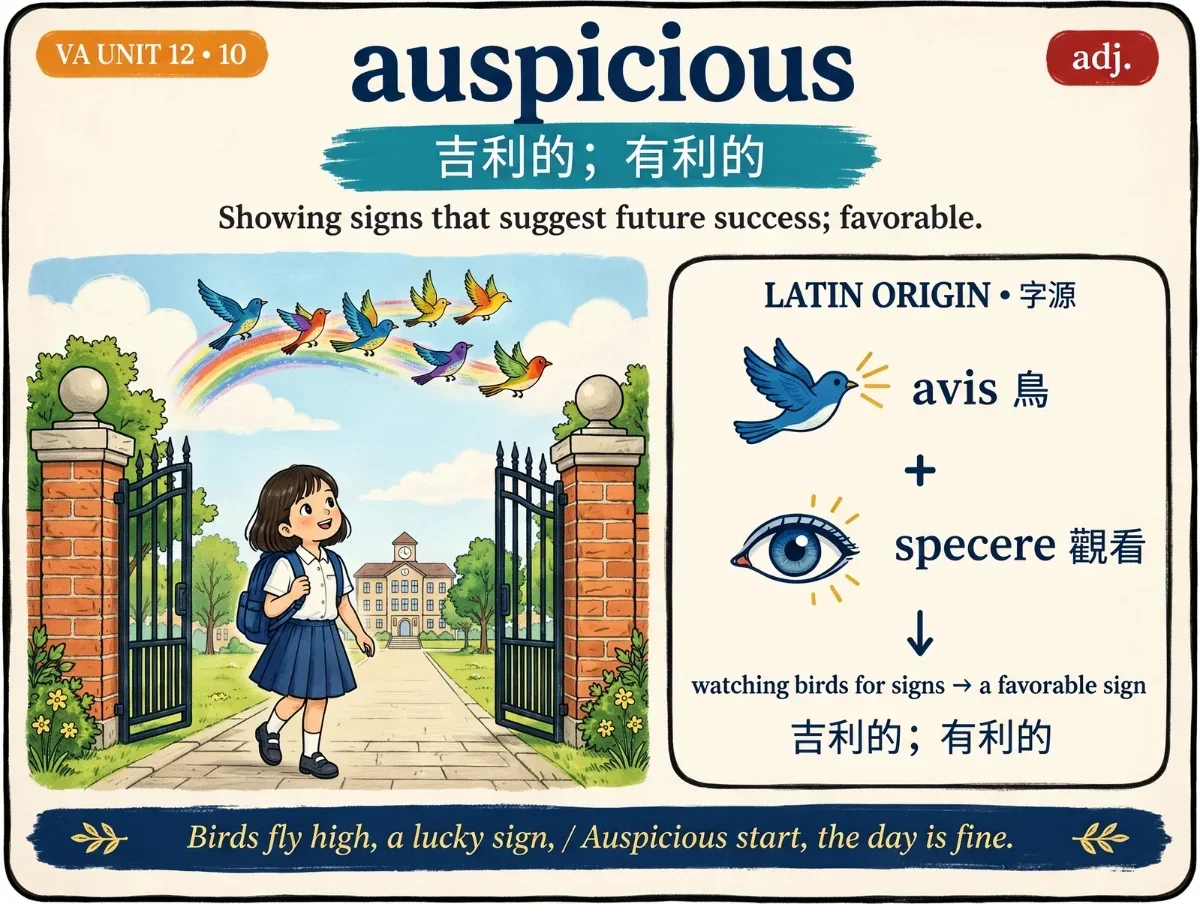 VA UNIT 12 • 10
auspicious
adj.
吉利的；有利的
Showing signs that suggest future success; favorable.
LATIN ORIGIN • 字源
avis 鳥
+
specere 觀看
↓
watching birds for signs → a favorable sign
吉利的；有利的
Birds fly high, a lucky sign, / Auspicious start, the day is fine.